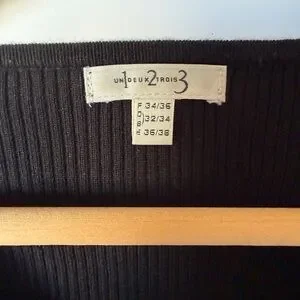 UN 1 DEUX 2 TROIS 3
F 34/36
D 32/34
E 36/38